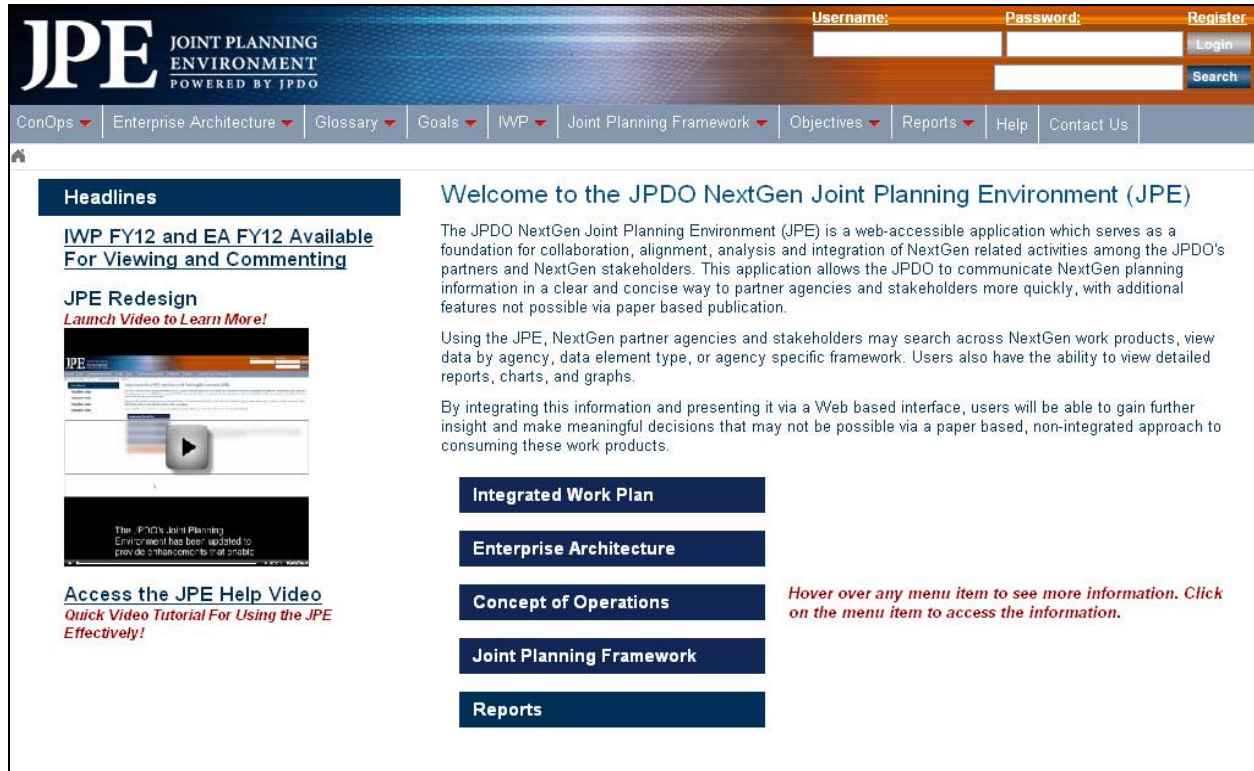 JPE JOINT PLANNING
ENVIRONMENT
POWERED BY JPDO
Username: Password: Register
Login
Search
ConOps Enterprise Architecture Glossary Goals IWP Joint Planning Framework Objectives Reports Help Contact Us
Headlines
IWP FY12 and EA FY12 Available
For Viewing and Commenting
JPE Redesign
Launch Video to Learn More!
JPE
The JPDO's Joint Planning
Environment has been updated to
provide enhancements that enable
Access the JPE Help Video
Quick Video Tutorial For Using the JPE
Effectively!
Welcome to the JPDO NextGen Joint Planning Environment (JPE)
The JPDO NextGen Joint Planning Environment (JPE) is a web-accessible application which serves as a
foundation for collaboration, alignment, analysis and integration of NextGen related activities among the JPDO's
partners and NextGen stakeholders. This application allows the JPDO to communicate NextGen planning
information in a clear and concise way to partner agencies and stakeholders more quickly, with additional
features not possible via paper based publication.
Using the JPE, NextGen partner agencies and stakeholders may search across NextGen work products, view
data by agency, data element type, or agency specific framework. Users also have the ability to view detailed
reports, charts, and graphs.
By integrating this information and presenting it via a Web based interface, users will be able to gain further
insight and make meaningful decisions that may not be possible via a paper based, non-integrated approach to
consuming these work products.
Integrated Work Plan
Enterprise Architecture
Concept of Operations
Joint Planning Framework
Reports
Hover over any menu item to see more information. Click
on the menu item to access the information.